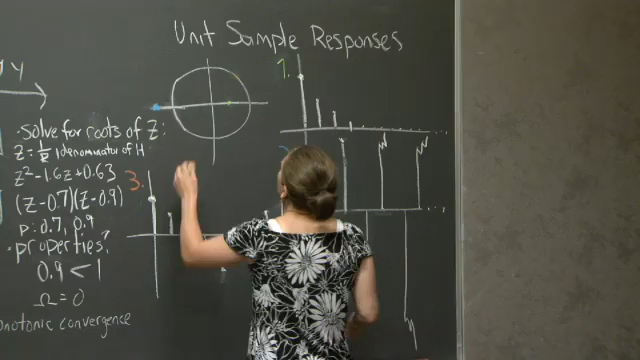 Unit Sample Responses
1.
· Solve for roots of Z:
Z = 1/R | denominator of H
z² - 1.6z + 0.63
(z - 0.7)(z - 0.9)
p: 0.7, 0.9
· properties?
0.9 < 1
Ω = 0
monotonic convergence
3.